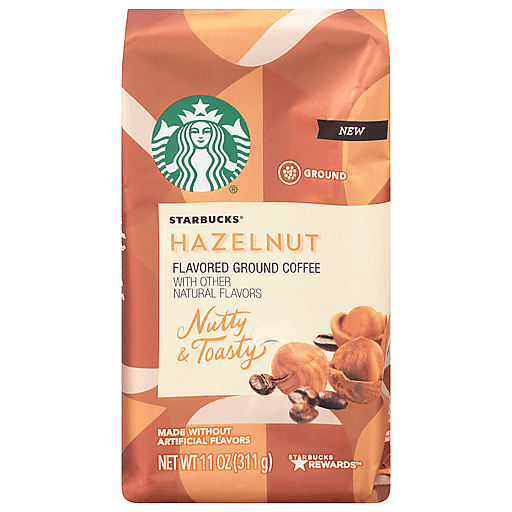 NEW
GROUND
STARBUCKS®
HAZELNUT
FLAVORED GROUND COFFEE
WITH OTHER
NATURAL FLAVORS
Nutty
& Toasty
MADE WITHOUT
ARTIFICIAL FLAVORS
NET WT 11 OZ (311 g)
STARBUCKS
REWARDS™